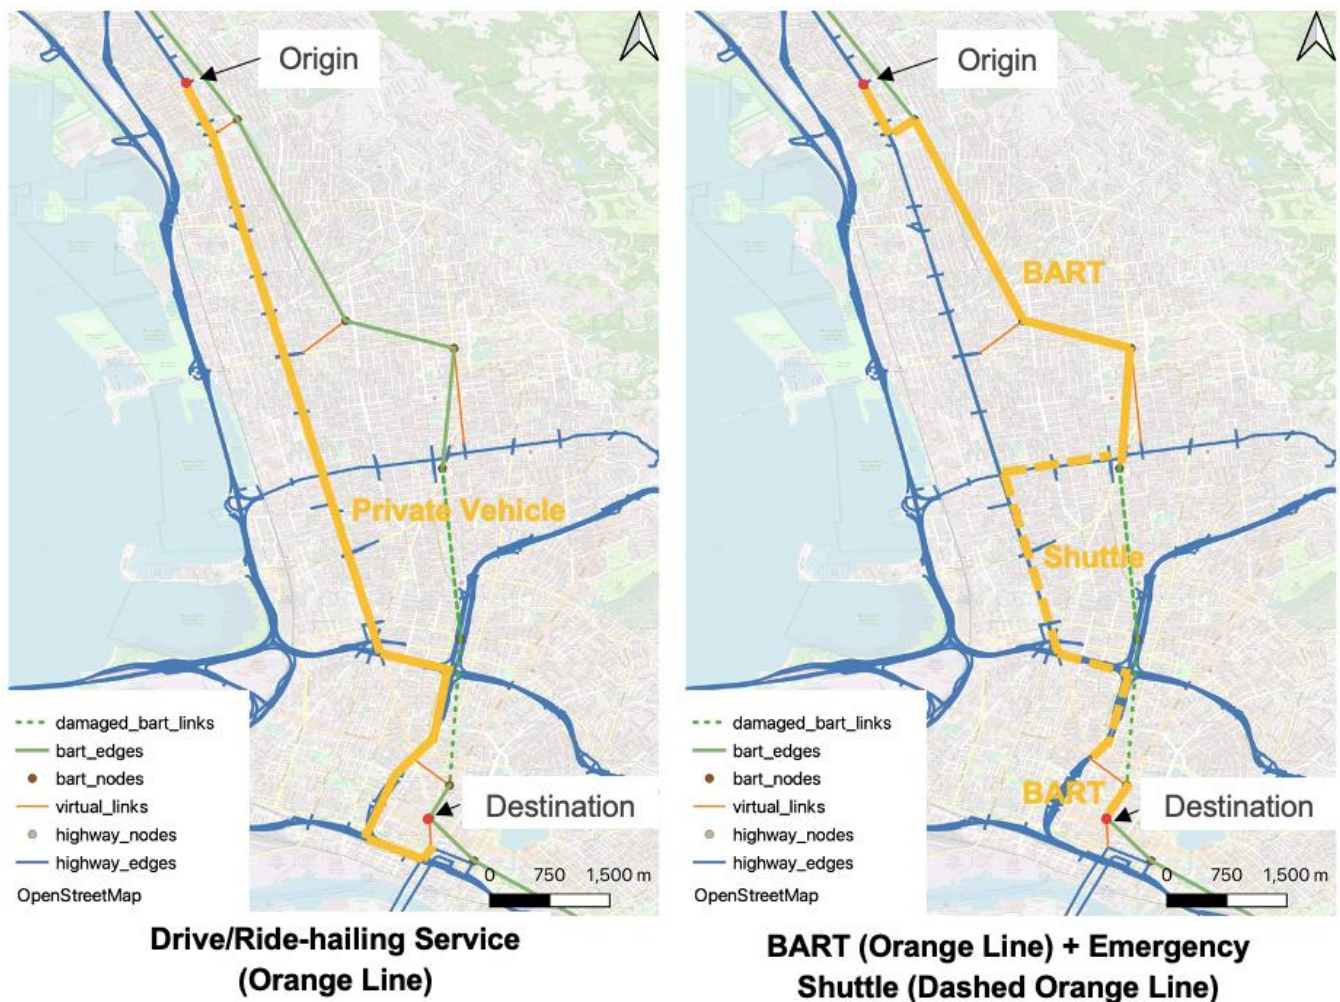 Origin
Private Vehicle
Destination
damaged_bart_links
bart_edges
bart_nodes
virtual_links
highway_nodes
highway_edges
OpenStreetMap
0 750 1,500 m
Drive/Ride-hailing Service
(Orange Line)
Origin
BART
Shuttle
BART
Destination
damaged_bart_links
bart_edges
bart_nodes
virtual_links
highway_nodes
highway_edges
OpenStreetMap
0 750 1,500 m
BART (Orange Line) + Emergency
Shuttle (Dashed Orange Line)